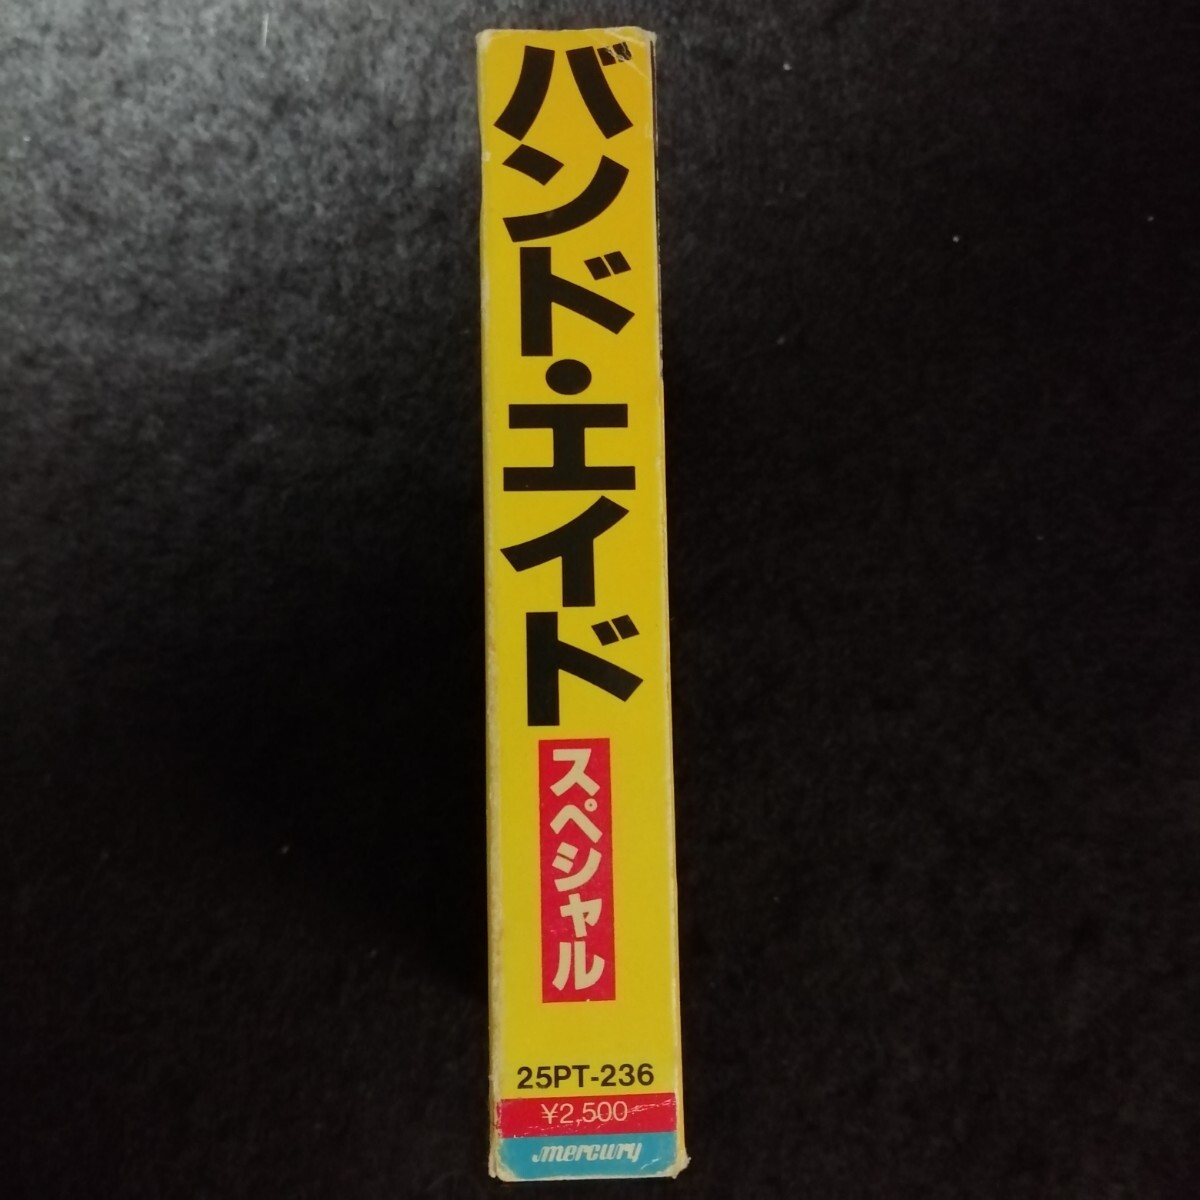 バンド・エイド
スペシャル
25PT-236
¥2,500
mercury